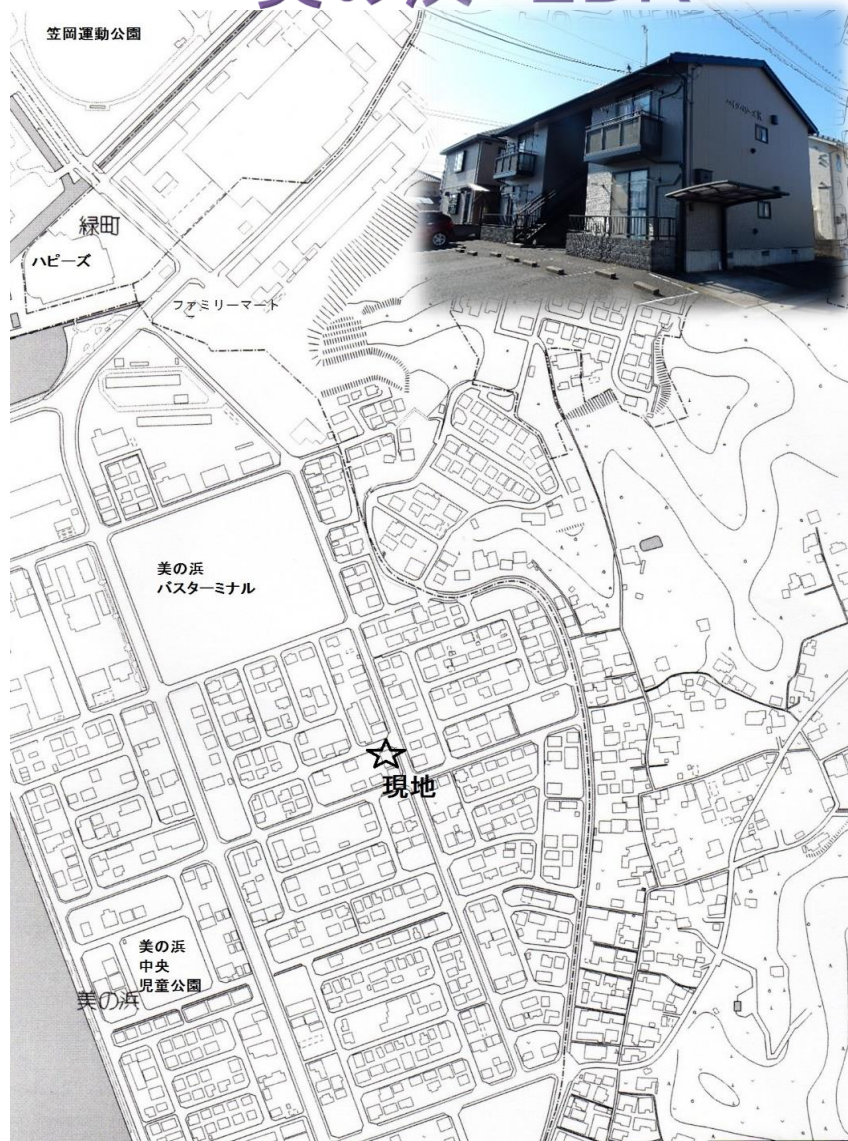 笠岡運動公園
緑町
ハピーズ
ファミリーマート
美の浜
バスターミナル
現地
美の浜
中央
児童公園
美の浜